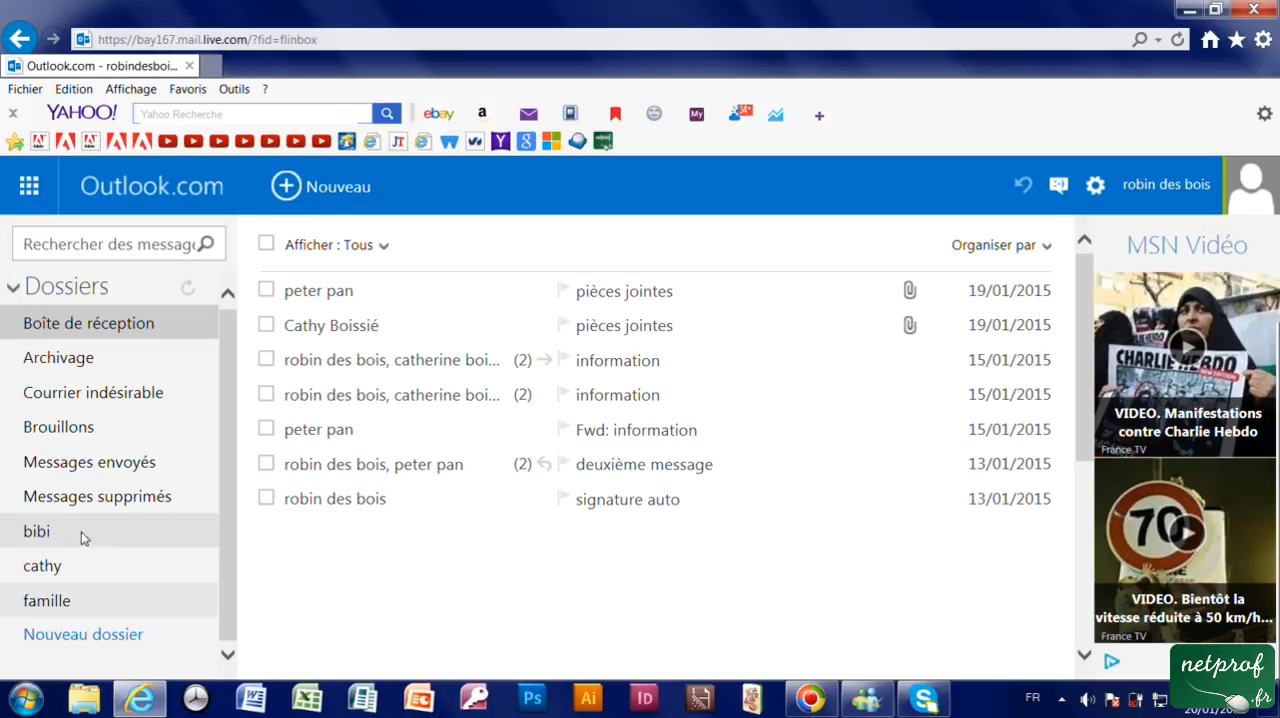 https://bay167.mail.live.com/?fid=flinbox
Outlook.com - robindesboi...
Fichier Edition Affichage Favoris Outils ?
YAHOO! Yahoo Recherche ebay a My
JT
Outlook.com Nouveau robin des bois
Rechercher des message
Dossiers
Boîte de réception
Archivage
Courrier indésirable
Brouillons
Messages envoyés
Messages supprimés
bibi
cathy
famille
Nouveau dossier
Afficher : Tous Organiser par
peter pan pièces jointes 19/01/2015
Cathy Boissié pièces jointes 19/01/2015
robin des bois, catherine boi... (2) information 15/01/2015
robin des bois, catherine boi... (2) information 15/01/2015
peter pan Fwd: information 15/01/2015
robin des bois, peter pan (2) deuxième message 13/01/2015
robin des bois signature auto 13/01/2015
MSN Vidéo
CHARLIE HEBDO
VIDEO. Manifestations
contre Charlie Hebdo
France TV
70
VIDEO. Bientôt la
vitesse réduite à 50 km/h...
France TV
netprof
.fr
Ps Ai Id FR